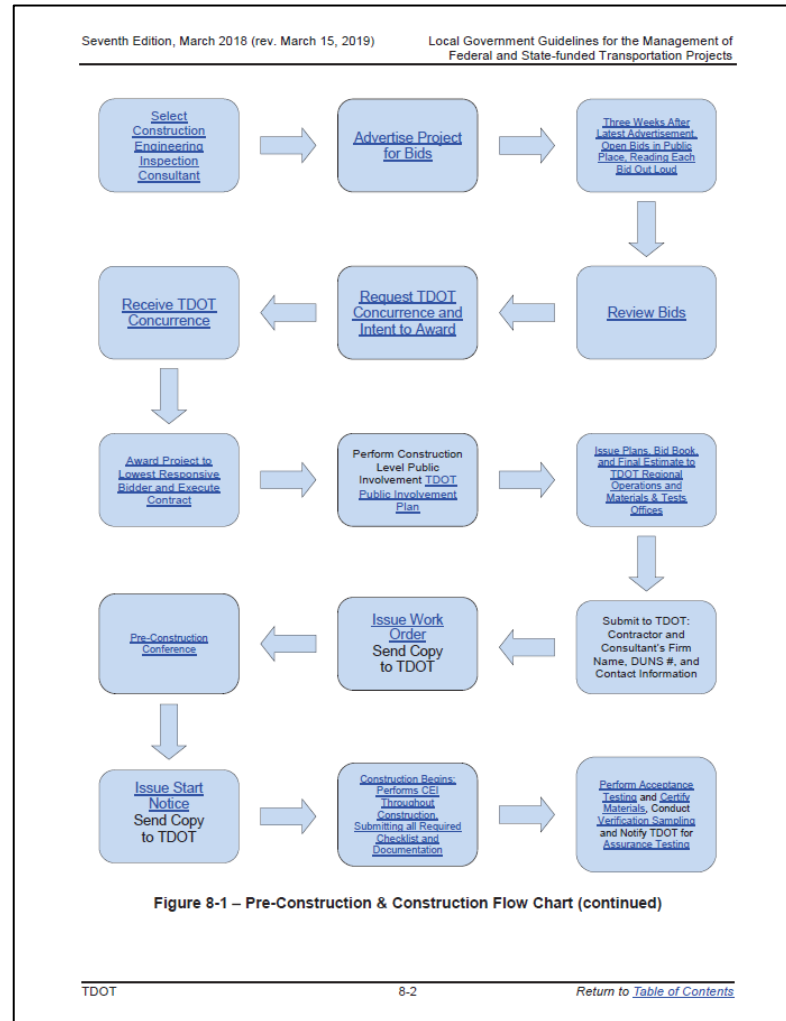 Seventh Edition, March 2018 (rev. March 15, 2019)
Local Government Guidelines for the Management of
Federal and State-funded Transportation Projects
Select
Construction
Engineering
Inspection
Consultant
Advertise Project
for Bids
Three Weeks After
Latest Advertisement,
Open Bids in Public
Place, Reading Each
Bid Out Loud
Review Bids
Request TDOT
Concurrence and
Intent to Award
Receive TDOT
Concurrence
Award Project to
Lowest Responsive
Bidder and Execute
Contract
Perform Construction
Level Public
Involvement TDOT
Public Involvement
Plan
Issue Plans, Bid Book,
and Final Estimate to
TDOT Regional
Operations and
Materials & Tests
Offices
Submit to TDOT:
Contractor and
Consultant's Firm
Name, DUNS #, and
Contact Information
Issue Work
Order
Send Copy
to TDOT
Pre-Construction
Conference
Issue Start
Notice
Send Copy
to TDOT
Construction Begins;
Performs CEI
Throughout
Construction,
Submitting all Required
Checklist and
Documentation
Perform Acceptance
Testing and Certify
Materials, Conduct
Verification Sampling
and Notify TDOT for
Assurance Testing
Figure 8-1 – Pre-Construction & Construction Flow Chart (continued)
TDOT
8-2
Return to Table of Contents